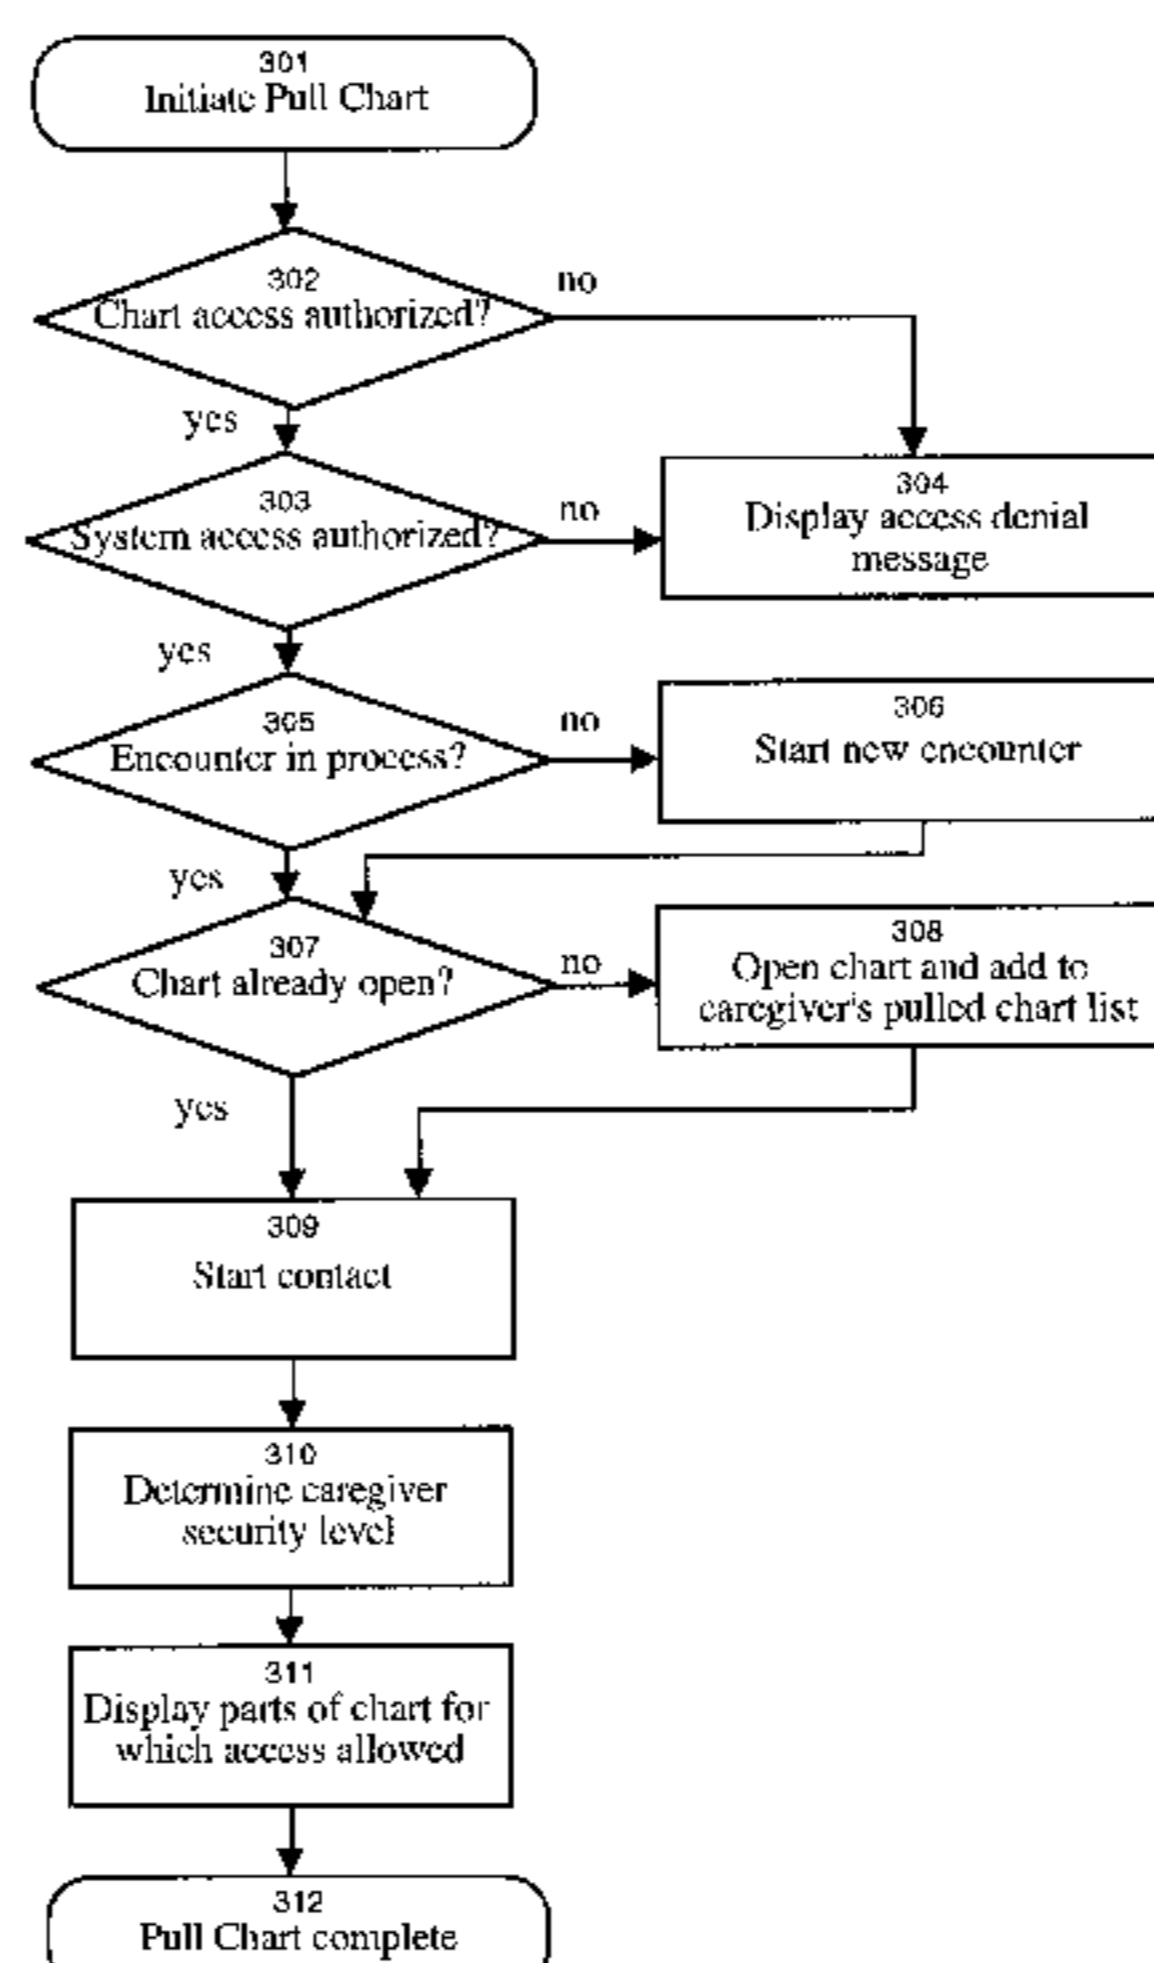 301
Initiate Pull Chart
302
Chart access authorized?
no
yes
303
System access authorized?
no
304
Display access denial
message
yes
305
Encounter in process?
no
306
Start new encounter
yes
307
Chart already open?
no
308
Open chart and add to
caregiver's pulled chart list
yes
309
Start contact
310
Determine caregiver
security level
311
Display parts of chart for
which access allowed
312
Pull Chart complete